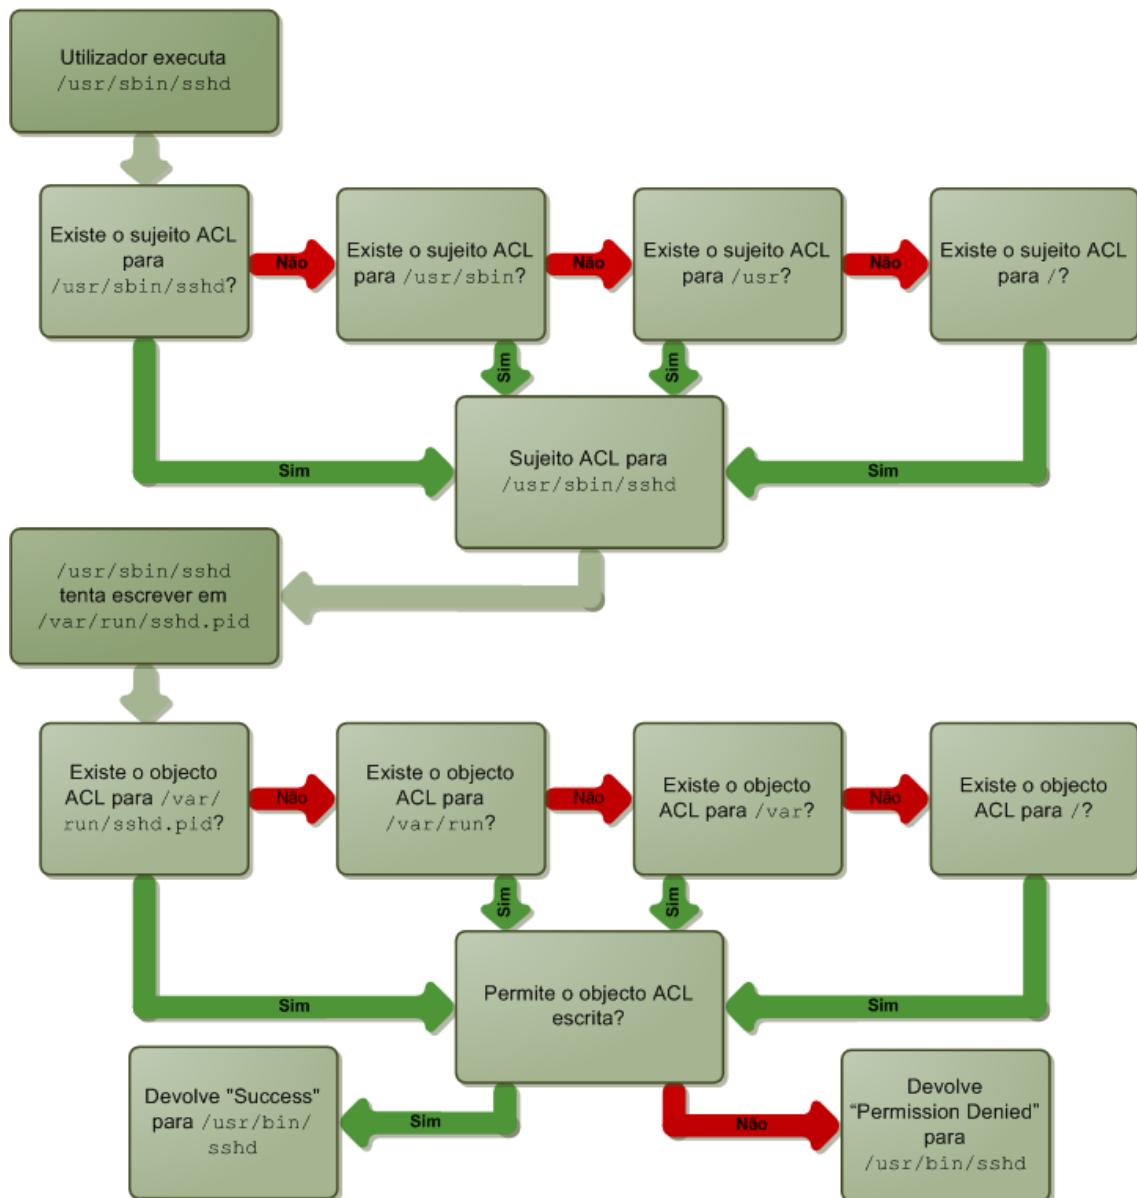 Utilizador executa
/usr/sbin/sshd
Existe o sujeito ACL
para
/usr/sbin/sshd?
Não
Existe o sujeito ACL
para /usr/sbin?
Não
Existe o sujeito ACL
para /usr?
Não
Existe o sujeito ACL
para /?
Sim
Sim
Sim
Sim
Sujeito ACL para
/usr/sbin/sshd
/usr/sbin/sshd
tenta escrever em
/var/run/sshd.pid
Existe o objecto
ACL para /var/
run/sshd.pid?
Não
Existe o objecto
ACL para
/var/run?
Não
Existe o objecto
ACL para /var?
Não
Existe o objecto
ACL para /?
Sim
Sim
Sim
Sim
Permite o objecto ACL
escrita?
Sim
Não
Devolve "Success"
para /usr/bin/
sshd
Devolve
“Permission Denied”
para
/usr/bin/sshd